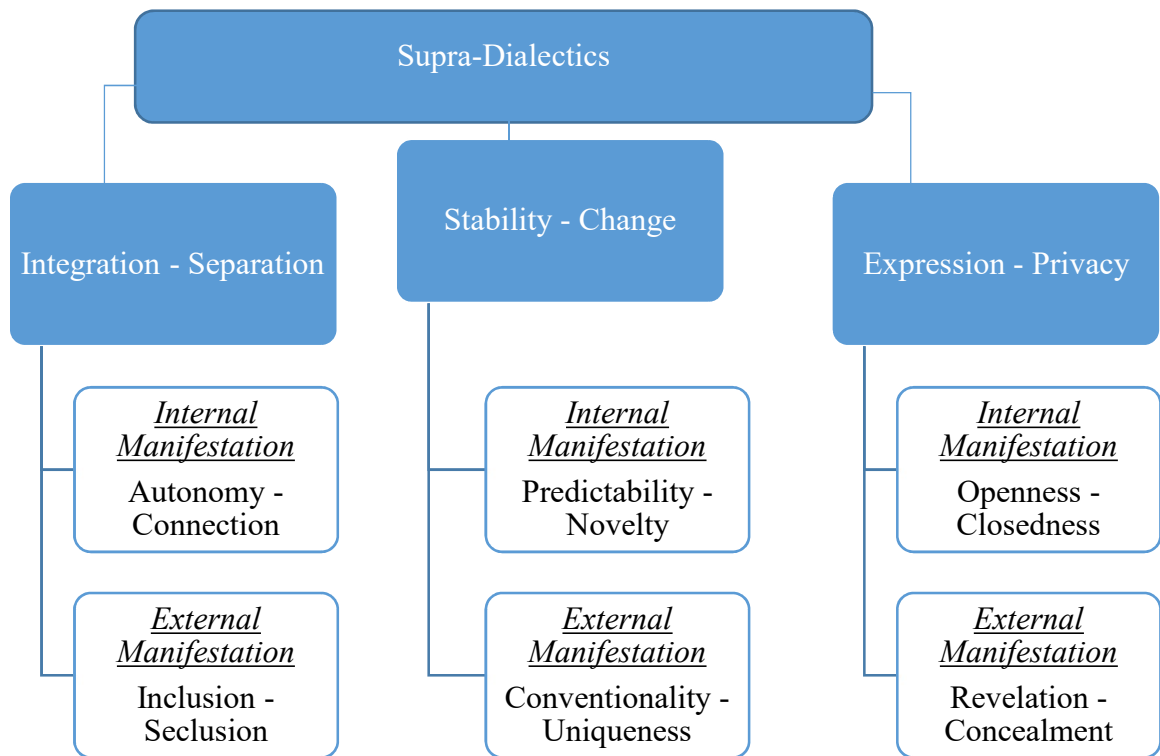 Supra-Dialectics
Integration - Separation
Stability - Change
Expression - Privacy
Internal
Manifestation
Autonomy -
Connection
External
Manifestation
Inclusion -
Seclusion
Internal
Manifestation
Predictability -
Novelty
External
Manifestation
Conventionality -
Uniqueness
Internal
Manifestation
Openness -
Closedness
External
Manifestation
Revelation -
Concealment